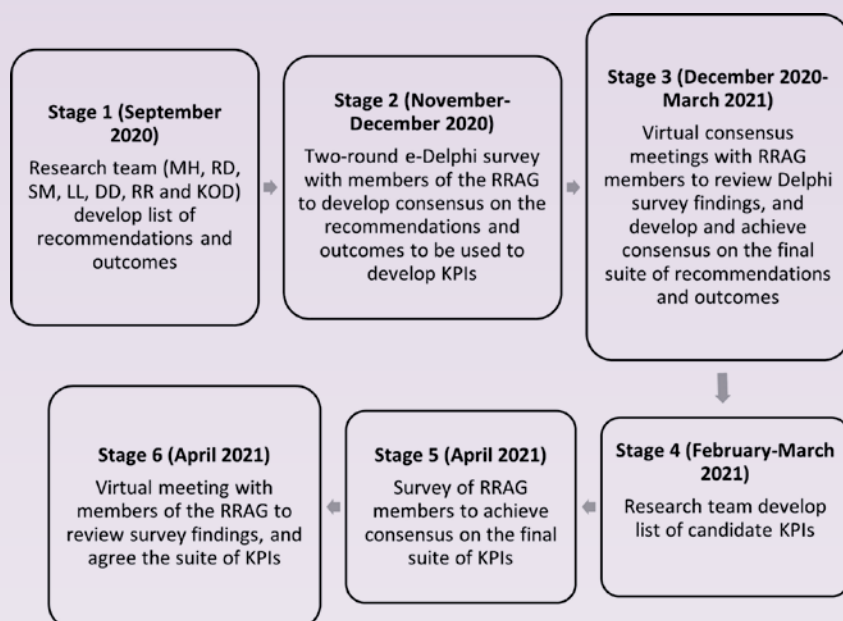 Stage 1 (September
2020)
Research team (MH, RD,
SM, LL, DD, RR and KOD)
develop list of
recommendations and
outcomes
Stage 2 (November-
December 2020)
Two-round e-Delphi survey
with members of the RRAG
to develop consensus on the
recommendations and
outcomes to be used to
develop KPIs
Stage 3 (December 2020-
March 2021)
Virtual consensus
meetings with RRAG
members to review Delphi
survey findings, and
develop and achieve
consensus on the final
suite of recommendations
and outcomes
Stage 4 (February-March
2021)
Research team develop
list of candidate KPIs
Stage 5 (April 2021)
Survey of RRAG
members to achieve
consensus on the final
suite of KPIs
Stage 6 (April 2021)
Virtual meeting with
members of the RRAG to
review survey findings, and
agree the suite of KPIs